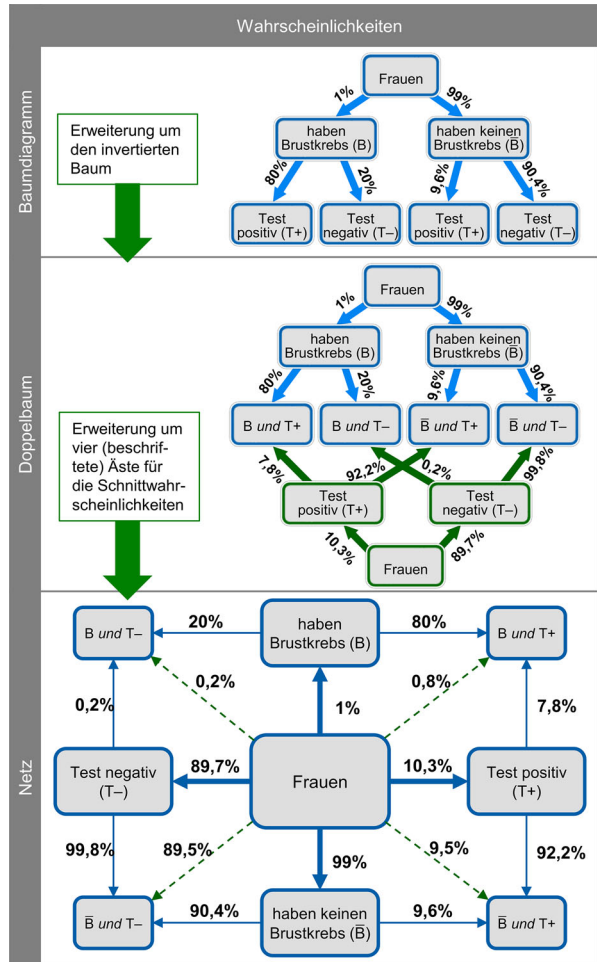 Wahrscheinlichkeiten
Baumdiagramm
Erweiterung um
den invertierten
Baum
Frauen
1%
99%
haben
Brustkrebs (B)
haben keinen
Brustkrebs (B̅)
80%
20%
9,6%
90,4%
Test
positiv (T+)
Test
negativ (T–)
Test
positiv (T+)
Test
negativ (T–)
Doppelbaum
Erweiterung um
vier (beschrif-
tete) Äste für
die Schnittwahr-
scheinlichkeiten
Frauen
1%
99%
haben
Brustkrebs (B)
haben keinen
Brustkrebs (B̅)
80%
20%
9,6%
90,4%
B und T+
B und T–
B̅ und T+
B̅ und T–
7,8%
92,2%
0,2%
99,8%
Test
positiv (T+)
Test
negativ (T–)
10,3%
89,7%
Frauen
Netz
B und T–
20%
haben
Brustkrebs (B)
80%
B und T+
0,2%
0,8%
0,2%
1%
7,8%
Test negativ
(T–)
89,7%
Frauen
10,3%
Test positiv
(T+)
99,8%
89,5%
99%
9,5%
92,2%
B̅ und T–
90,4%
haben keinen
Brustkrebs (B̅)
9,6%
B̅ und T+